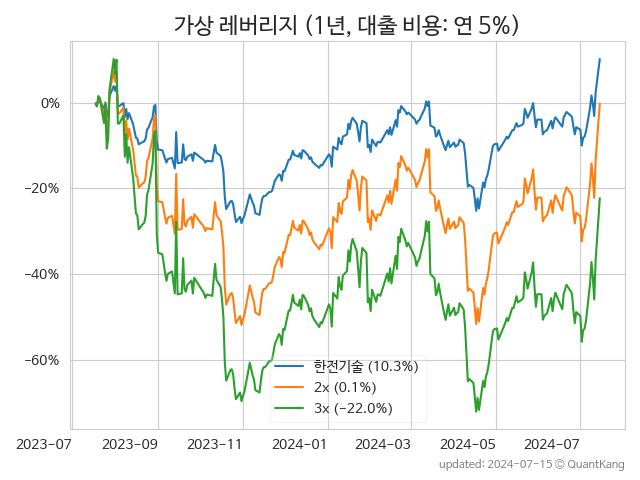 가상 레버리지 (1년, 대출 비용: 연 5%)
0%
−20%
−40%
−60%
한전기술 (10.3%)
2x (0.1%)
3x (−22.0%)
2023-07 2023-09 2023-11 2024-01 2024-03 2024-05 2024-07
updated: 2024-07-15 © QuantKang